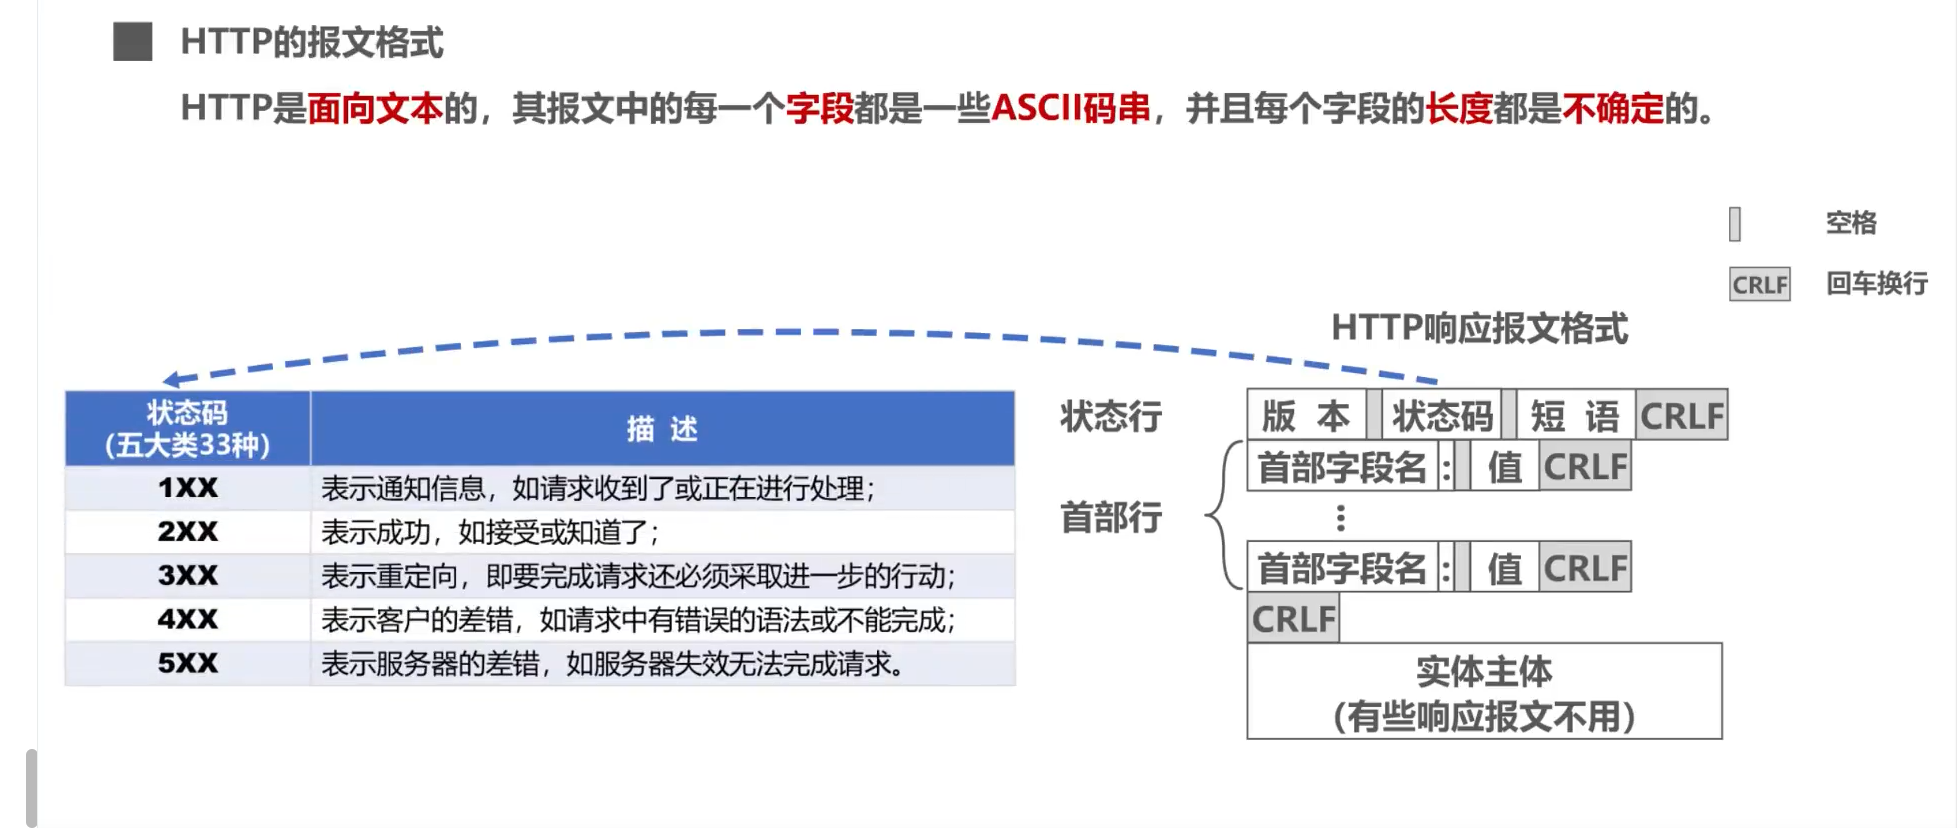 HTTP的报文格式
HTTP是面向文本的，其报文中的每一个字段都是一些ASCII码串，并且每个字段的长度都是不确定的。
空格
CRLF 回车换行
HTTP响应报文格式
状态码 描 述
(五大类33种)
1XX 表示通知信息，如请求收到了或正在进行处理；
2XX 表示成功，如接受或知道了；
3XX 表示重定向，即要完成请求还必须采取进一步的行动；
4XX 表示客户的差错，如请求中有错误的语法或不能完成；
5XX 表示服务器的差错，如服务器失效无法完成请求。
状态行 版 本 状态码 短 语 CRLF
首部字段名 : 值 CRLF
首部行 ⋮
首部字段名 : 值 CRLF
CRLF
实体主体
(有些响应报文不用)